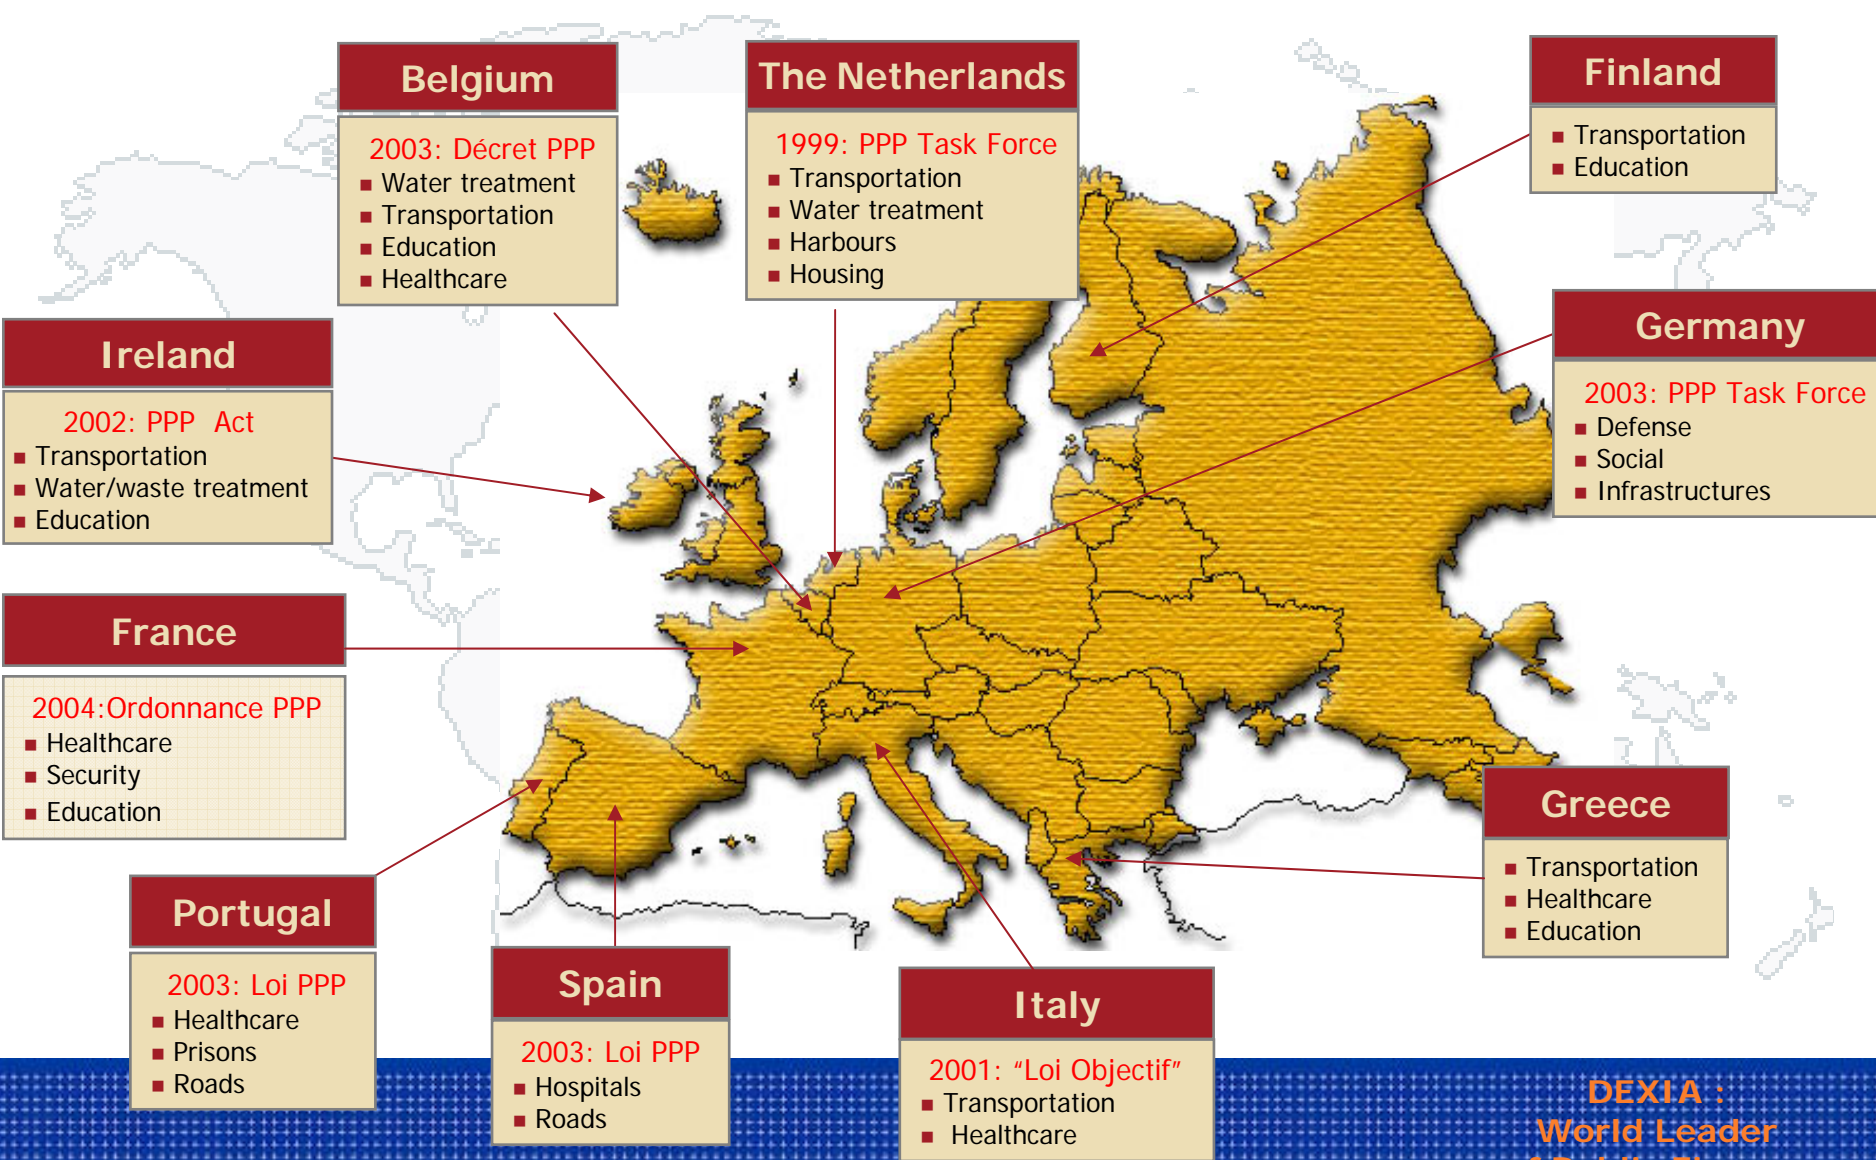 Belgium
2003: Décret PPP
Water treatment
Transportation
Education
Healthcare
The Netherlands
1999: PPP Task Force
Transportation
Water treatment
Harbours
Housing
Finland
Transportation
Education
Ireland
2002: PPP Act
Transportation
Water/waste treatment
Education
Germany
2003: PPP Task Force
Defense
Social
Infrastructures
France
2004:Ordonnance PPP
Healthcare
Security
Education
Greece
Transportation
Healthcare
Education
Portugal
2003: Loi PPP
Healthcare
Prisons
Roads
Spain
2003: Loi PPP
Hospitals
Roads
Italy
2001: “Loi Objectif”
Transportation
Healthcare
DEXIA :
World Leader